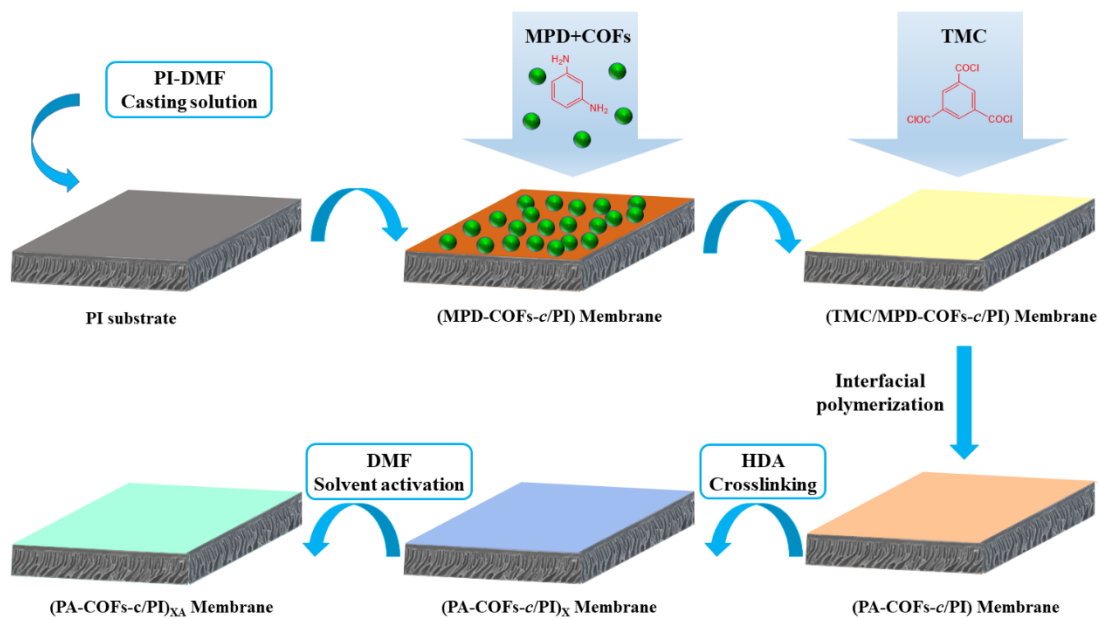 PI-DMF
Casting solution
MPD+COFs
H₂N
NH₂
TMC
COCl
ClOC
COCl
PI substrate
(MPD-COFs-c/PI) Membrane
(TMC/MPD-COFs-c/PI) Membrane
Interfacial
polymerization
DMF
Solvent activation
HDA
Crosslinking
(PA-COFs-c/PI)XA Membrane
(PA-COFs-c/PI)X Membrane
(PA-COFs-c/PI) Membrane